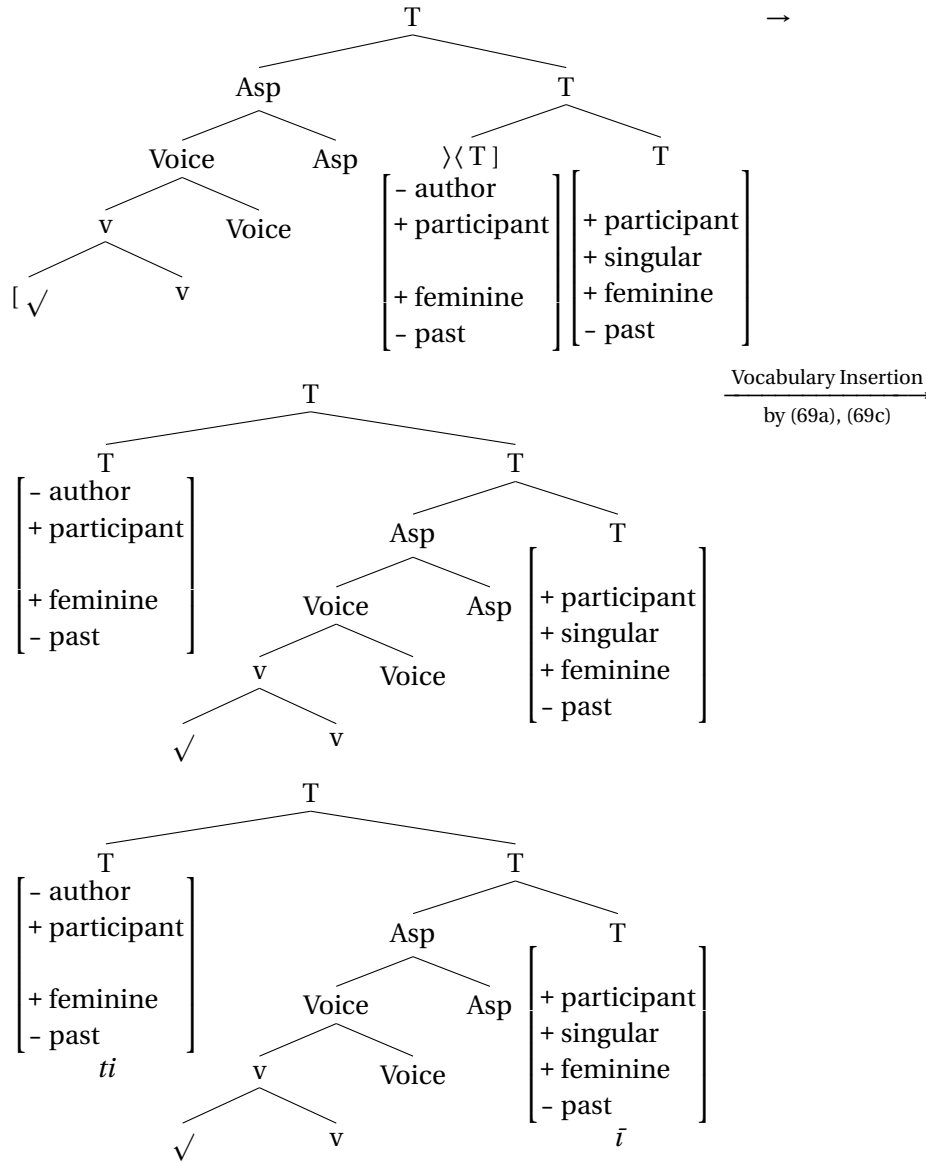 T →
Asp T
Voice Asp ⟩⟨ T ] T
– author
+ participant + participant
v Voice + singular
[ √ v + feminine + feminine
– past – past
Vocabulary Insertion
by (69a), (69c)
T
T T
– author
+ participant
Asp T
+ feminine Voice Asp + participant
– past + singular
v Voice + feminine
– past
√ v
T
T T
– author
+ participant Asp T
+ feminine Voice Asp + participant
– past + singular
ti v Voice + feminine
– past
√ v ī